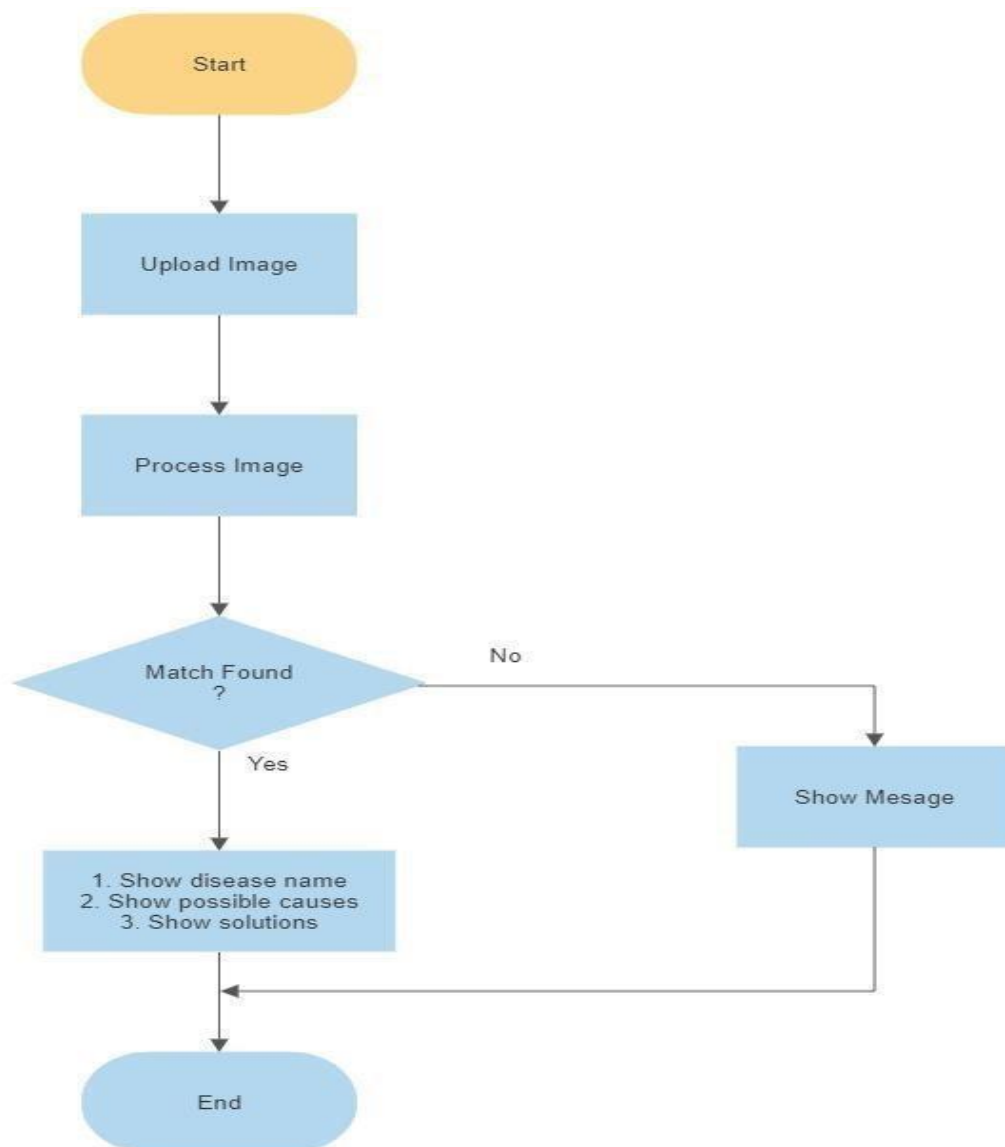 Start
Upload Image
Process Image
Match Found
?
No
Yes
Show Mesage
1. Show disease name
2. Show possible causes
3. Show solutions
End